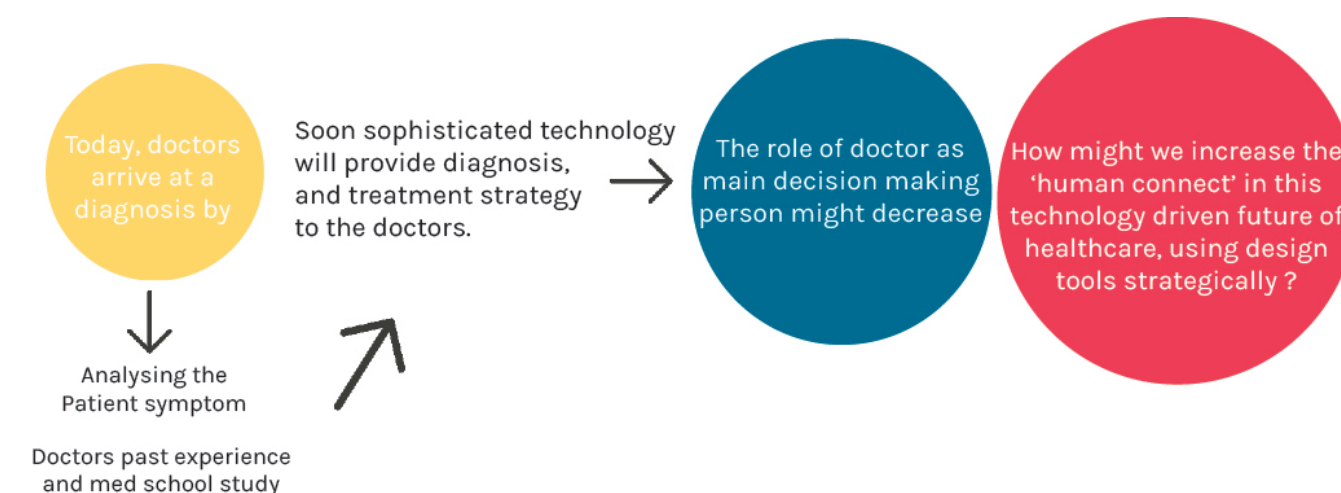 Today, doctors
arrive at a
diagnosis by
Analysing the
Patient symptom
Doctors past experience
and med school study
Soon sophisticated technology
will provide diagnosis,
and treatment strategy
to the doctors.
The role of doctor as
main decision making
person might decrease
How might we increase the
‘human connect’ in this
technology driven future of
healthcare, using design
tools strategically ?